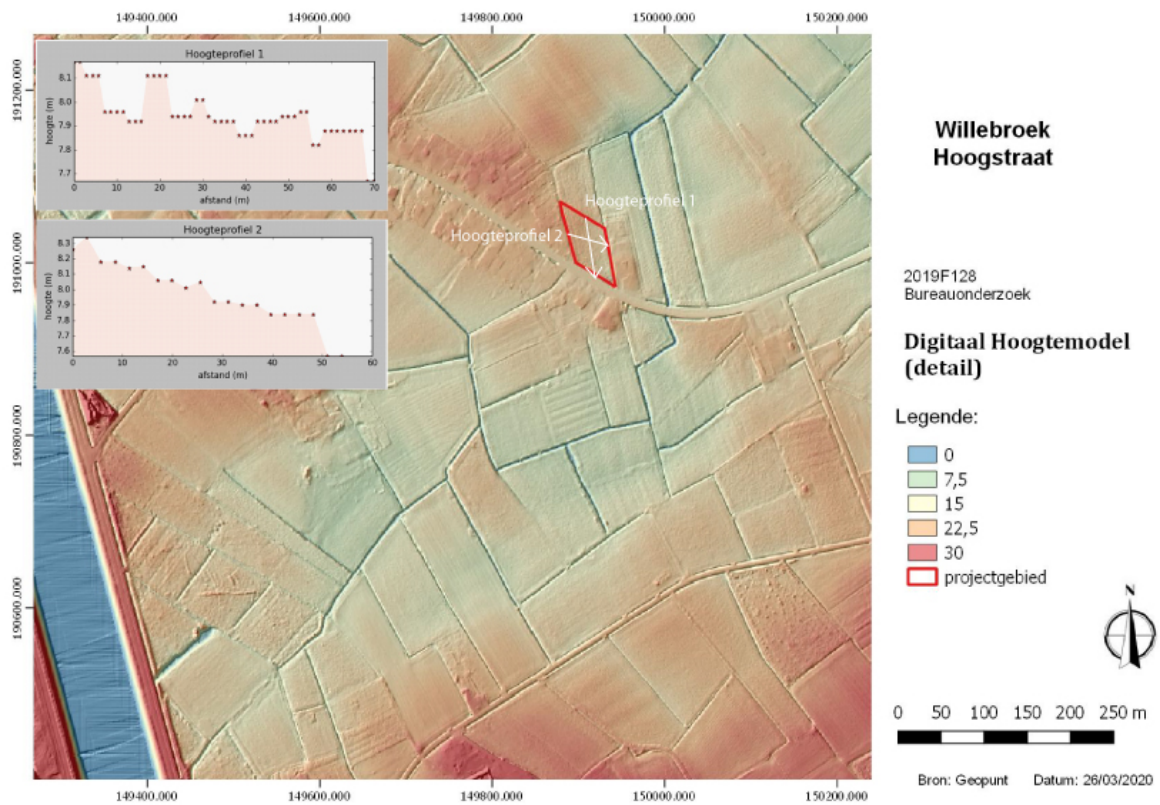 149400.000 149600.000 149800.000 150000.000 150200.000
191200.000
191000.000
190800.000
190600.000
Hoogteprofiel 1
hoogte (m)
8.1
8.0
7.9
7.8
7.7
0 10 20 30 40 50 60 70
afstand (m)
Hoogteprofiel 2
hoogte (m)
8.3
8.2
8.1
8.0
7.9
7.8
7.7
7.6
0 10 20 30 40 50 60
afstand (m)
Hoogteprofiel 1
Hoogteprofiel 2
149400.000 149600.000 149800.000 150000.000 150200.000
Willebroek
Hoogstraat
2019F128
Bureauonderzoek
Digitaal Hoogtemodel
(detail)
Legende:
0
7,5
15
22,5
30
projectgebied
N
0 50 100 150 200 250 m
Bron: Geopunt Datum: 26/03/2020